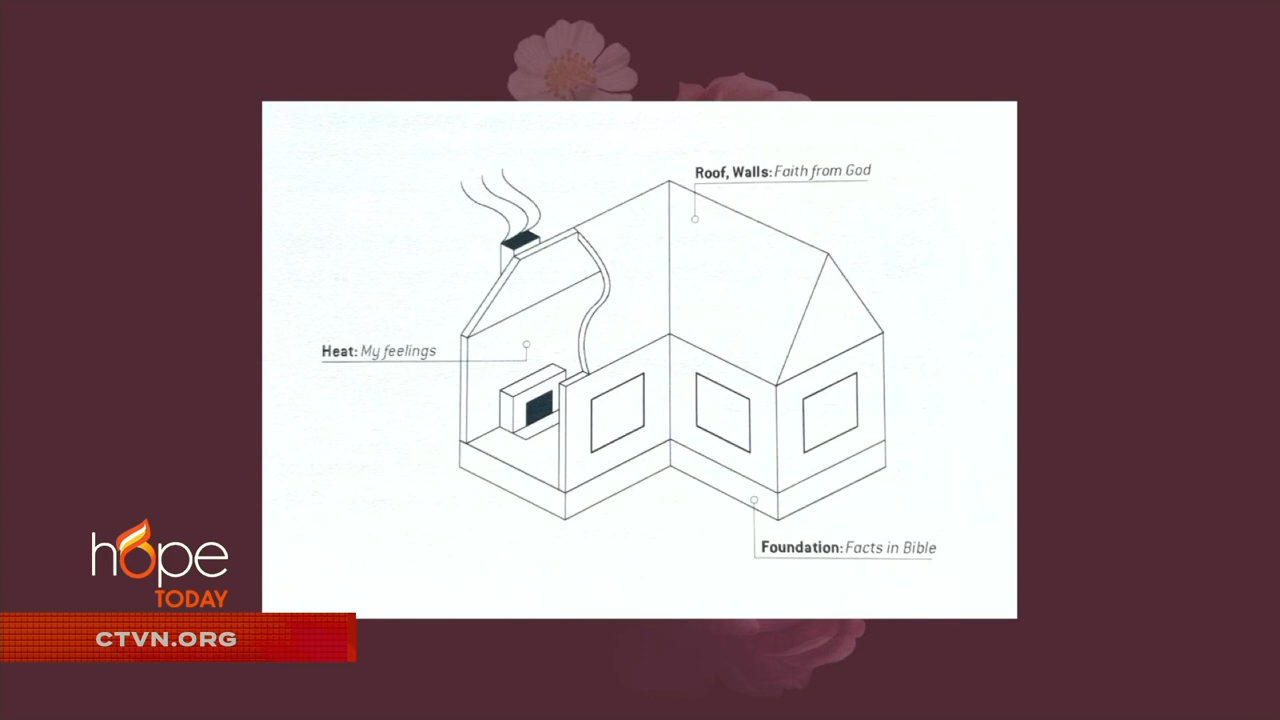 Roof, Walls: Faith from God
Heat: My feelings
Foundation: Facts in Bible
hope
TODAY
CTVN.ORG